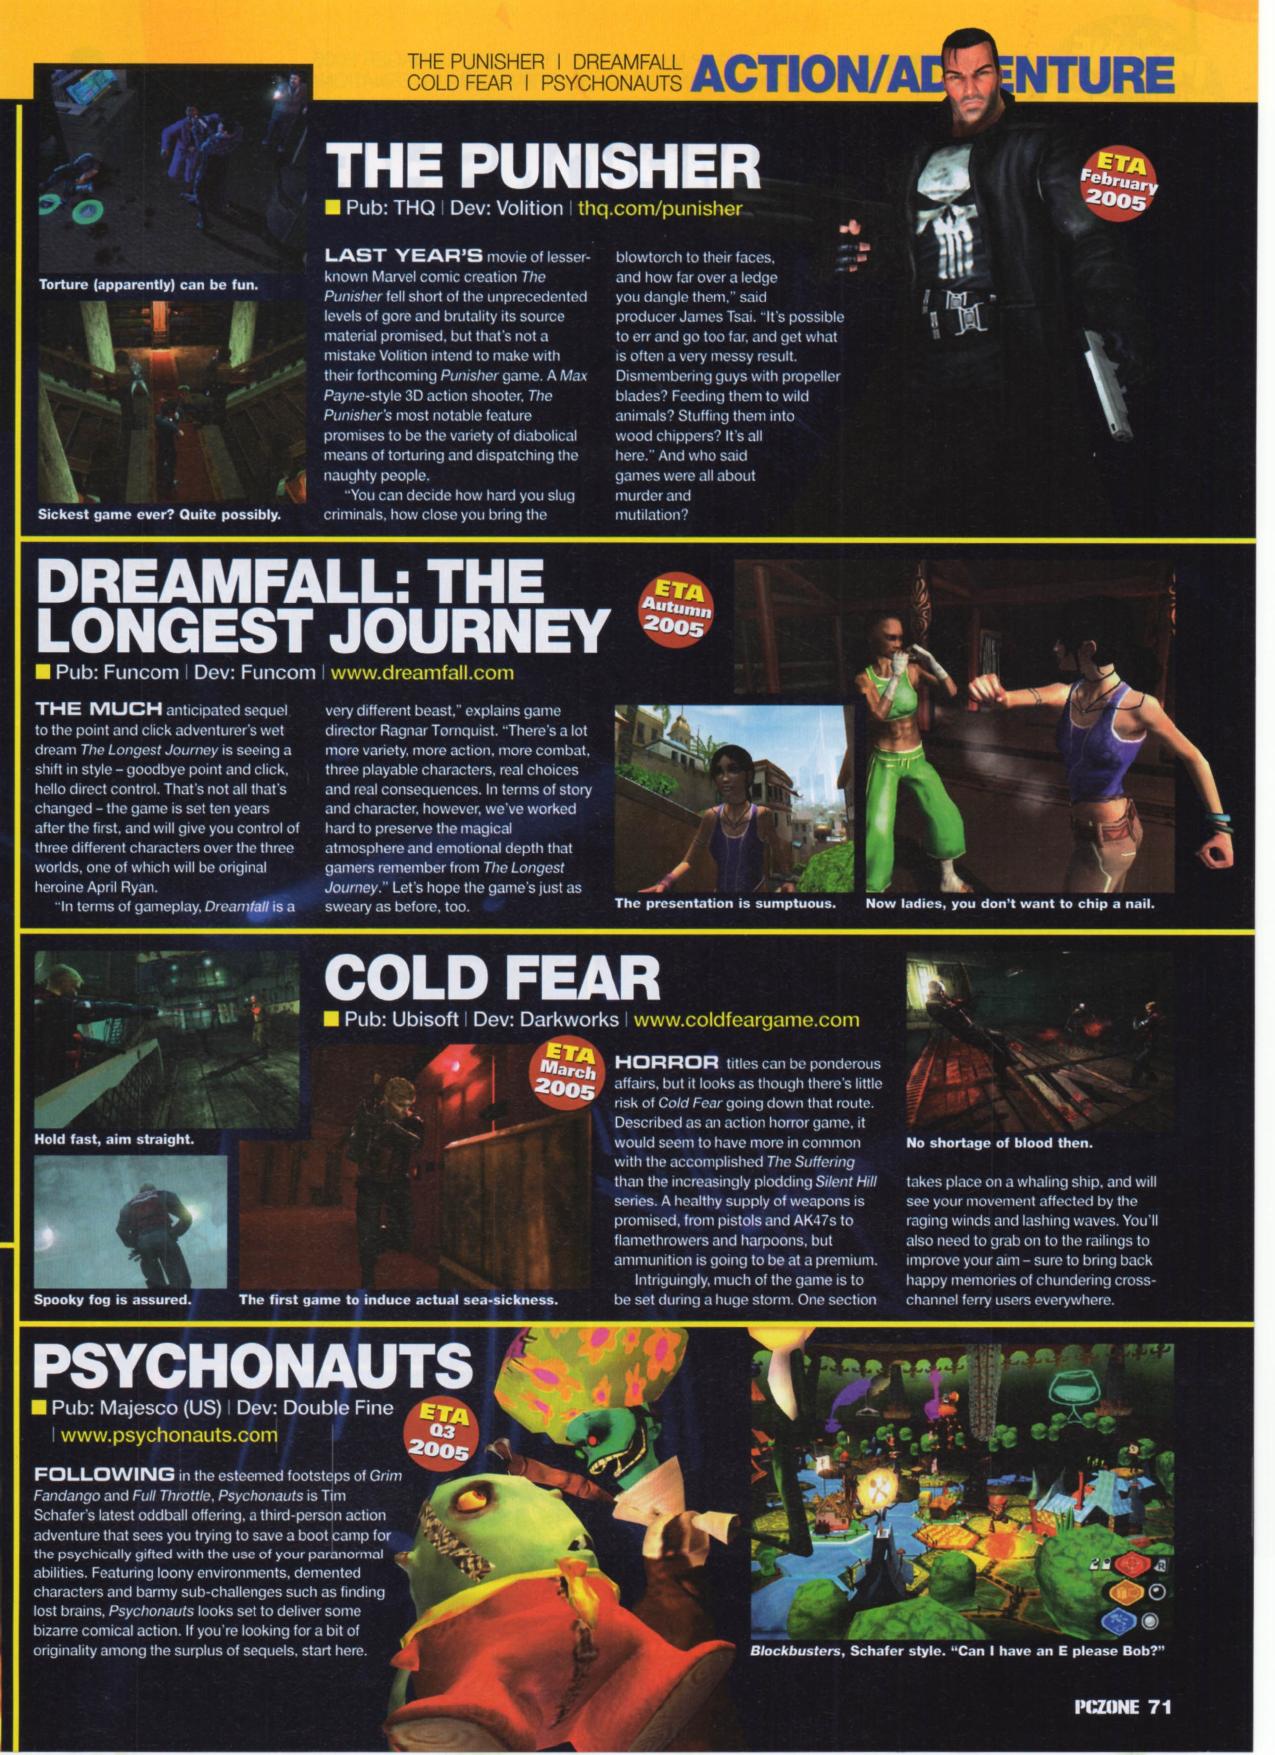 THE PUNISHER | DREAMFALL
COLD FEAR | PSYCHONAUTS
ACTION/ADVENTURE
Torture (apparently) can be fun.
Sickest game ever? Quite possibly.
THE PUNISHER
Pub: THQ | Dev: Volition | thq.com/punisher
ETA
February
2005
LAST YEAR'S movie of lesser-
known Marvel comic creation The
Punisher fell short of the unprecedented
levels of gore and brutality its source
material promised, but that's not a
mistake Volition intend to make with
their forthcoming Punisher game. A Max
Payne-style 3D action shooter, The
Punisher's most notable feature
promises to be the variety of diabolical
means of torturing and dispatching the
naughty people.
“You can decide how hard you slug
criminals, how close you bring the
blowtorch to their faces,
and how far over a ledge
you dangle them,” said
producer James Tsai. “It's possible
to err and go too far, and get what
is often a very messy result.
Dismembering guys with propeller
blades? Feeding them to wild
animals? Stuffing them into
wood chippers? It's all
here.” And who said
games were all about
murder and
mutilation?
DREAMFALL: THE
LONGEST JOURNEY
Pub: Funcom | Dev: Funcom | www.dreamfall.com
ETA
Autumn
2005
THE MUCH anticipated sequel
to the point and click adventurer's wet
dream The Longest Journey is seeing a
shift in style – goodbye point and click,
hello direct control. That's not all that's
changed – the game is set ten years
after the first, and will give you control of
three different characters over the three
worlds, one of which will be original
heroine April Ryan.
“In terms of gameplay, Dreamfall is a
very different beast,” explains game
director Ragnar Tornquist. “There's a lot
more variety, more action, more combat,
three playable characters, real choices
and real consequences. In terms of story
and character, however, we've worked
hard to preserve the magical
atmosphere and emotional depth that
gamers remember from The Longest
Journey.” Let's hope the game's just as
sweary as before, too.
The presentation is sumptuous.
Now ladies, you don't want to chip a nail.
COLD FEAR
Pub: Ubisoft | Dev: Darkworks | www.coldfeargame.com
ETA
March
2005
Hold fast, aim straight.
Spooky fog is assured.
The first game to induce actual sea-sickness.
HORROR titles can be ponderous
affairs, but it looks as though there's little
risk of Cold Fear going down that route.
Described as an action horror game, it
would seem to have more in common
with the accomplished The Suffering
than the increasingly plodding Silent Hill
series. A healthy supply of weapons is
promised, from pistols and AK47s to
flamethrowers and harpoons, but
ammunition is going to be at a premium.
Intriguingly, much of the game is to
be set during a huge storm. One section
No shortage of blood then.
takes place on a whaling ship, and will
see your movement affected by the
raging winds and lashing waves. You'll
also need to grab on to the railings to
improve your aim – sure to bring back
happy memories of chundering cross-
channel ferry users everywhere.
PSYCHONAUTS
Pub: Majesco (US) | Dev: Double Fine
| www.psychonauts.com
ETA
Q3
2005
FOLLOWING in the esteemed footsteps of Grim
Fandango and Full Throttle, Psychonauts is Tim
Schafer's latest oddball offering, a third-person action
adventure that sees you trying to save a boot camp for
the psychically gifted with the use of your paranormal
abilities. Featuring loony environments, demented
characters and barmy sub-challenges such as finding
lost brains, Psychonauts looks set to deliver some
bizarre comical action. If you're looking for a bit of
originality among the surplus of sequels, start here.
Blockbusters, Schafer style. “Can I have an E please Bob?”
PCZONE 71